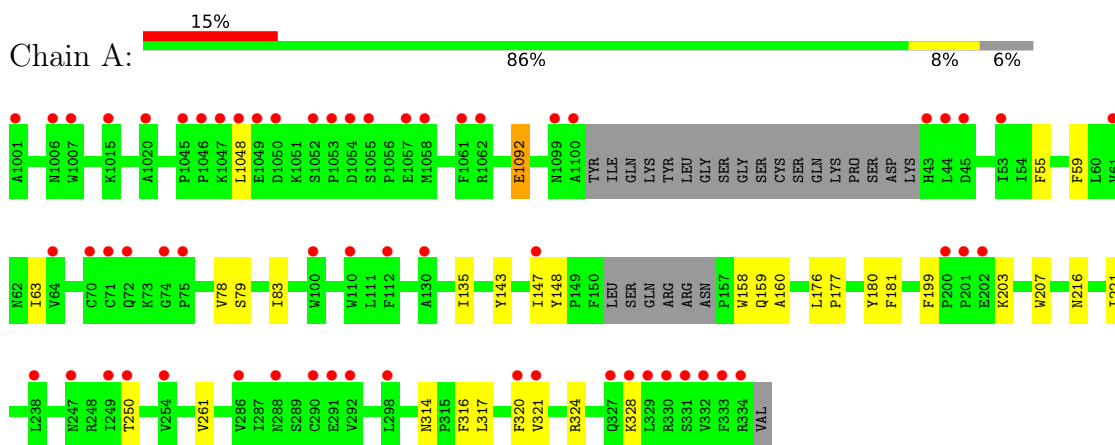 15%
Chain A:
86% 8% 6%
A1001 N1006 W1007 K1015 A1020 P1045 P1046 K1047 L1048 E1049 D1050 K1051 S1052 P1053 D1054 S1055 P1056 E1057 M1058 F1061 R1062 E1092 N1099 A1100 TYR ILE GLN LYS TYR LEU GLY SER GLY SER CYS SER GLN LYS PRO SER ASP LYS H43 L44 D45 I53 I54 F55 F59 L60 V61
N62 I63 V64 C70 C71 Q72 K73 G74 P75 V78 S79 I83 W100 W110 L111 F112 A130 I135 Y143 I147 Y148 P149 F150 LEU SER GLN ARG ARG ASN P157 W158 Q159 A160 L176 P177 Y180 F181 F199 P200 P201 E202 K203 W207 N216
L238 N247 R248 I249 T250 V254 V261 V286 I287 N288 S289 C290 E291 V292 L298 N314 P315 F316 L317 F320 V321 R324 Q327 K328 L329 R330 S331 V332 F333 R334 VAL